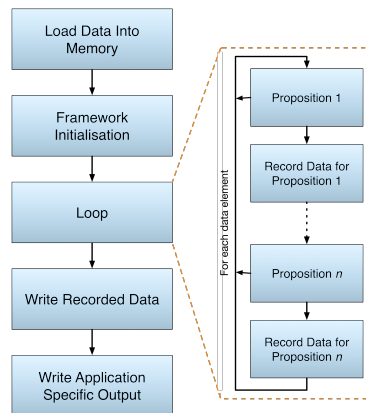 Load Data Into
Memory
Framework
Initialisation
Loop
Write Recorded Data
Write Application
Specific Output
For each data element
Proposition 1
Record Data for
Proposition 1
Proposition n
Record Data for
Proposition n